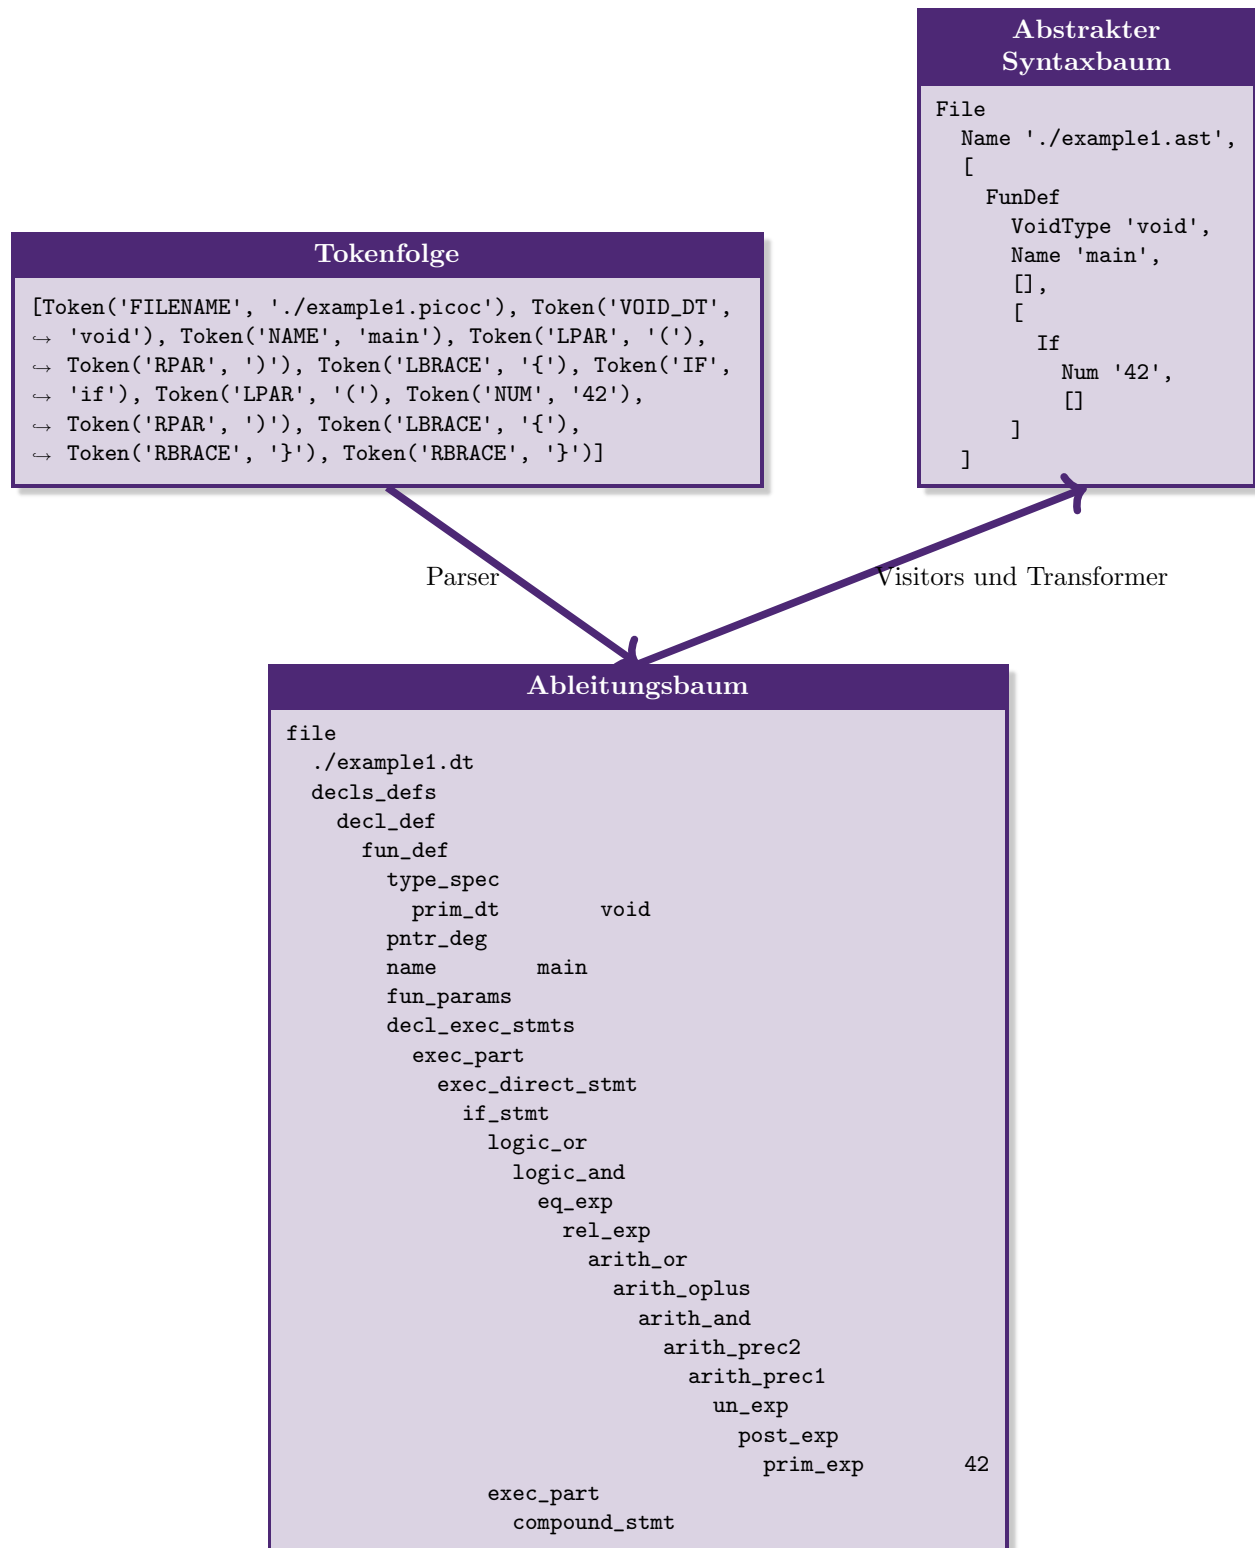 Abstrakter
Syntaxbaum
File
  Name './example1.ast',
  [
    FunDef
      VoidType 'void',
      Name 'main',
      [],
      [
        If
          Num '42',
          []
      ]
  ]
Tokenfolge
[Token('FILENAME', './example1.picoc'), Token('VOID_DT',
↪ 'void'), Token('NAME', 'main'), Token('LPAR', '('),
↪ Token('RPAR', ')'), Token('LBRACE', '{'), Token('IF',
↪ 'if'), Token('LPAR', '('), Token('NUM', '42'),
↪ Token('RPAR', ')'), Token('LBRACE', '{'),
↪ Token('RBRACE', '}'), Token('RBRACE', '}')]
Parser
Visitors und Transformer
Ableitungsbaum
file
  ./example1.dt
  decls_defs
    decl_def
      fun_def
        type_spec
          prim_dt        void
        pntr_deg
        name        main
        fun_params
        decl_exec_stmts
          exec_part
            exec_direct_stmt
              if_stmt
                logic_or
                  logic_and
                    eq_exp
                      rel_exp
                        arith_or
                          arith_oplus
                            arith_and
                              arith_prec2
                                arith_prec1
                                  un_exp
                                    post_exp
                                      prim_exp        42
                exec_part
                  compound_stmt